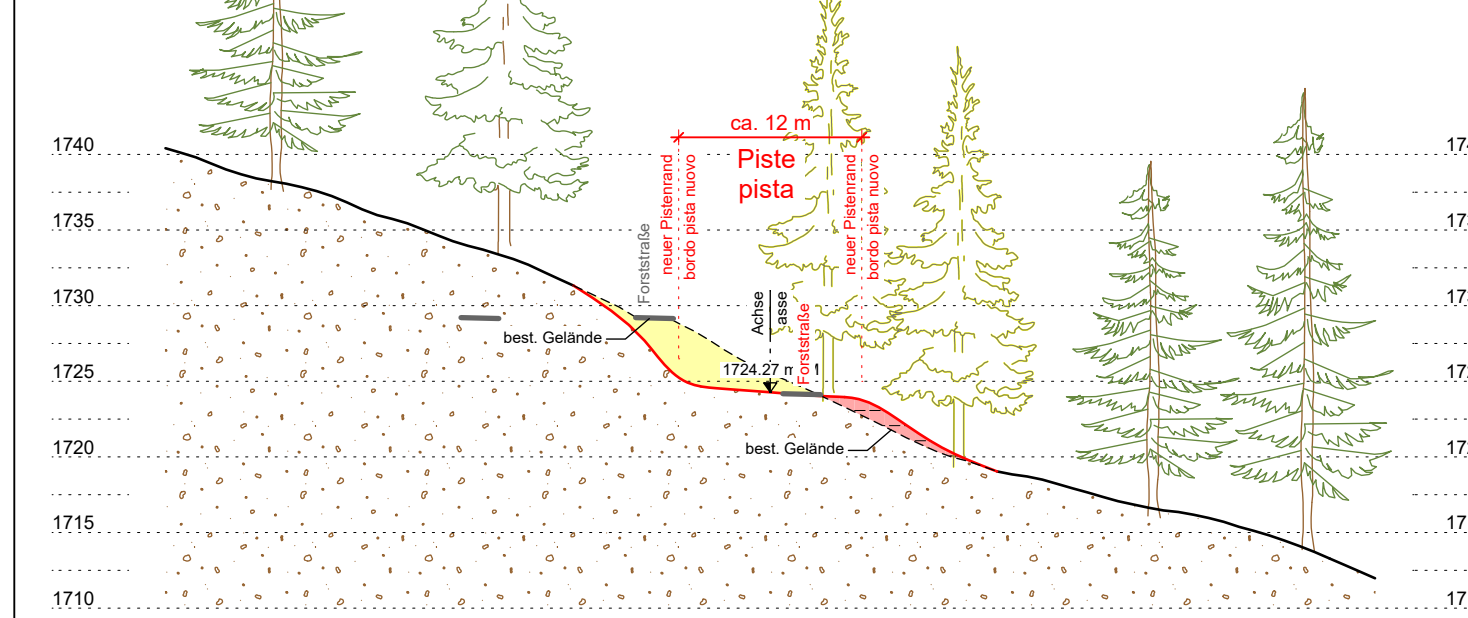 ca. 12 m
Piste
pista
neuer Pistenrand
bordo pista nuovo
neuer Pistenrand
bordo pista nuovo
Forststraße
Achse
asse
Forststraße
best. Gelände
1724.27 m
best. Gelände
1740
1735
1730
1725
1720
1715
1710